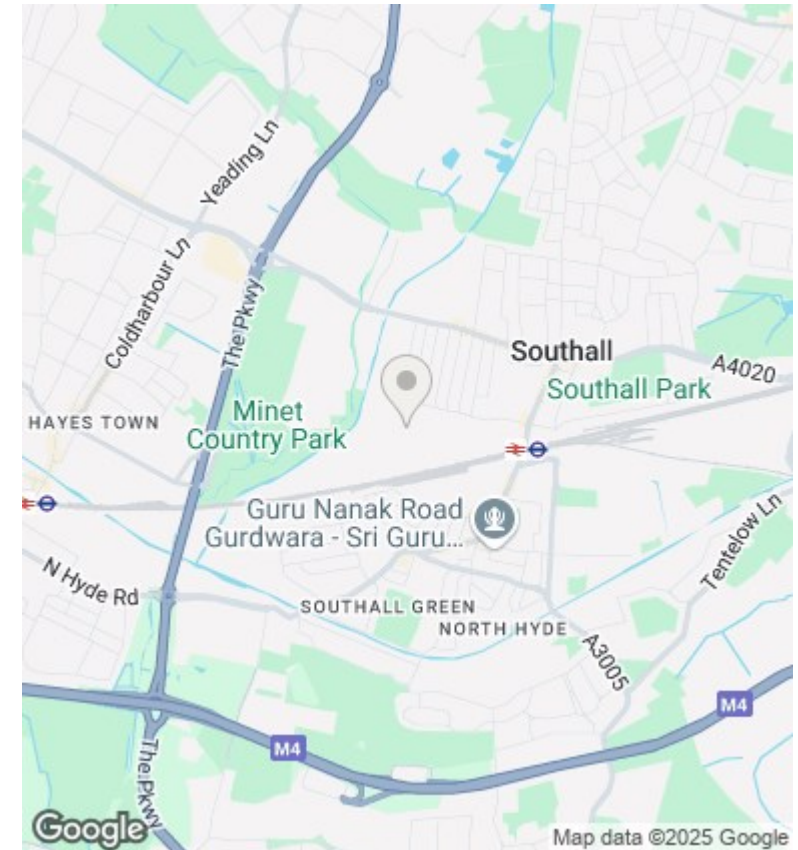 Yeading Ln
Coldharbour Ln
The Pkwy
Southall
A4020
Southall Park
HAYES TOWN
Minet
Country Park
Guru Nanak Road
Gurdwara - Sri Guru...
Tentelow Ln
N Hyde Rd
SOUTHALL GREEN
NORTH HYDE
A3005
M4
M4
The Pkwy
Google
Map data ©2025 Google